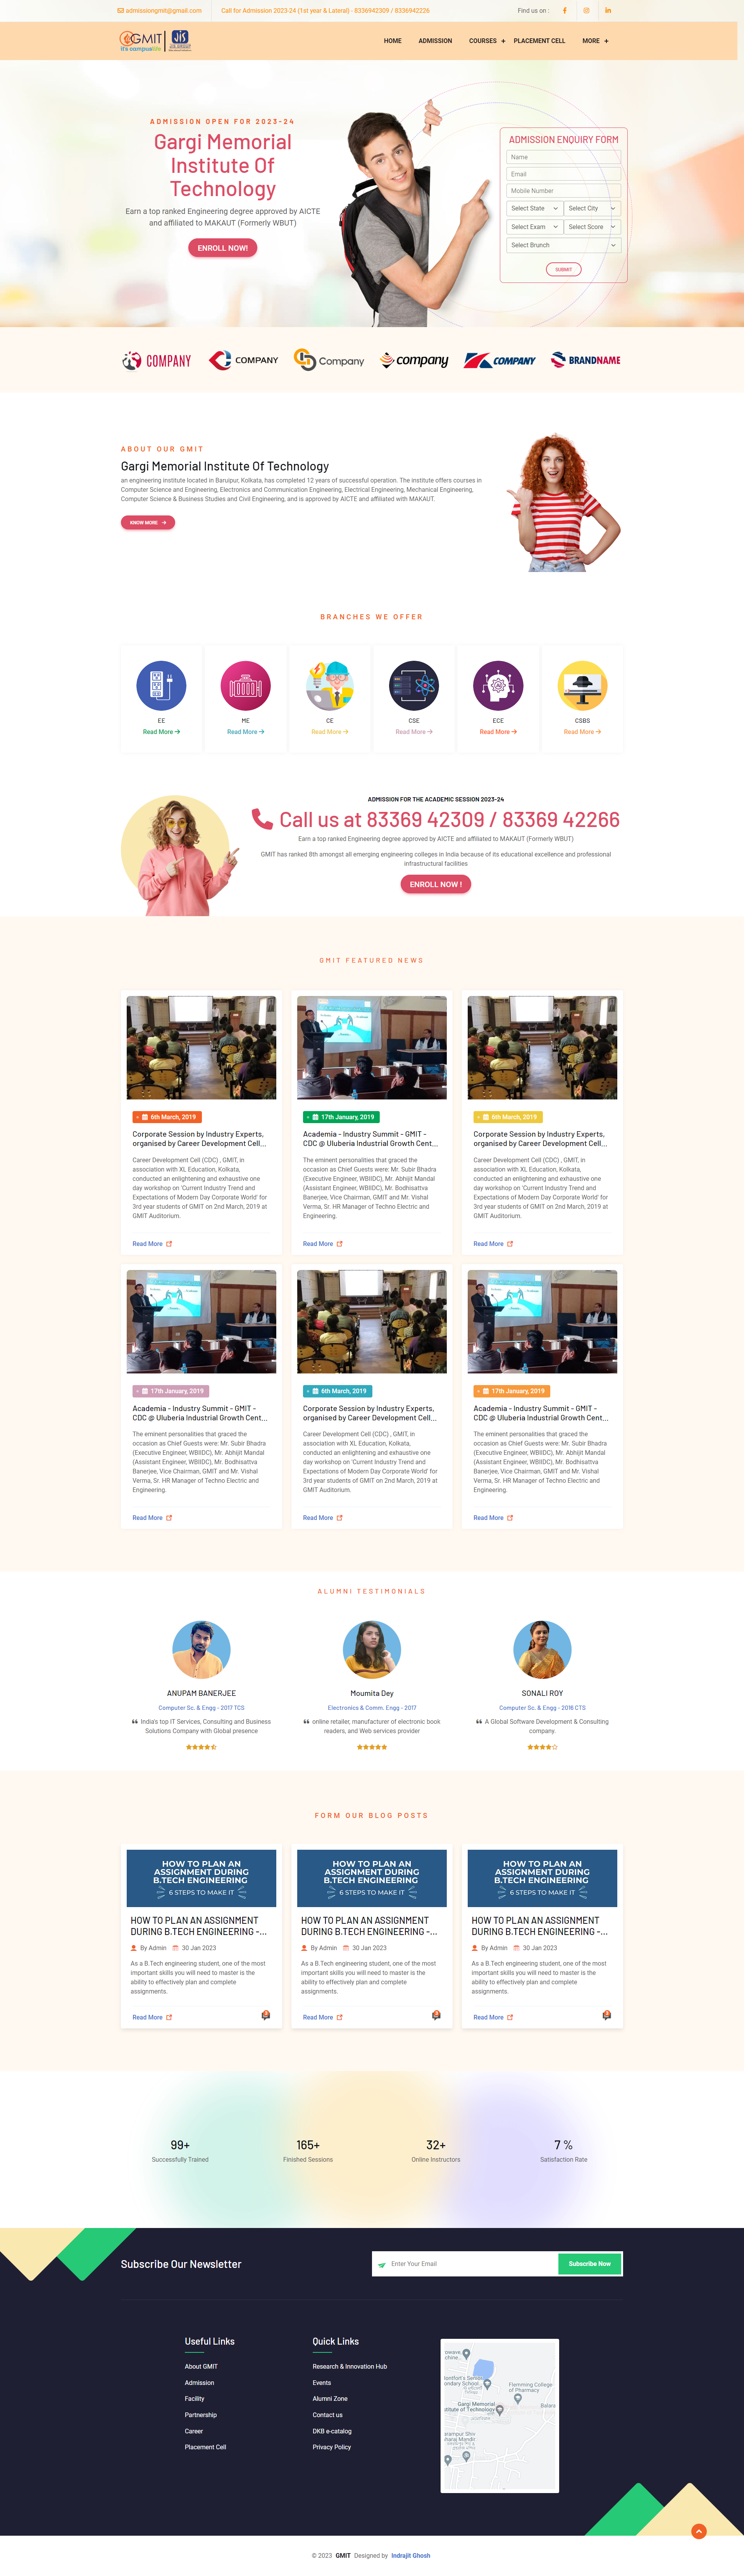 admissiongmit@gmail.com
Call for Admission 2023-24 (1st year & Lateral) - 8336942309 / 8336942226
Find us on :
GMIT
it's campuslife
JIS
HOME
ADMISSION
COURSES +
PLACEMENT CELL
MORE +
ADMISSION OPEN FOR 2023-24
Gargi Memorial
Institute Of
Technology
Earn a top ranked Engineering degree approved by AICTE
and affiliated to MAKAUT (Formerly WBUT)
ENROLL NOW!
ADMISSION ENQUIRY FORM
Name
Email
Mobile Number
Select State
Select City
Select Exam
Select Score
Select Brunch
SUBMIT
COMPANY
COMPANY
Company
company
COMPANY
BRANDNAME
ABOUT OUR GMIT
Gargi Memorial Institute Of Technology
an engineering institute located in Baruipur, Kolkata, has completed 12 years of successful operation. The institute offers courses in
Computer Science and Engineering, Electronics and Communication Engineering, Electrical Engineering, Mechanical Engineering,
Computer Science & Business Studies and Civil Engineering, and is approved by AICTE and affiliated with MAKAUT.
KNOW MORE
BRANCHES WE OFFER
EE
Read More
ME
Read More
CE
Read More
CSE
Read More
ECE
Read More
CSBS
Read More
ADMISSION FOR THE ACADEMIC SESSION 2023-24
Call us at 83369 42309 / 83369 42266
Earn a top ranked Engineering degree approved by AICTE and affiliated to MAKAUT (Formerly WBUT)
GMIT has ranked 8th amongst all emerging engineering colleges in India because of its educational excellence and professional
infrastructural facilities
ENROLL NOW !
GMIT FEATURED NEWS
6th March, 2019
Corporate Session by Industry Experts,
organised by Career Development Cell...
Career Development Cell (CDC) , GMIT, in
association with XL Education, Kolkata,
conducted an enlightening and exhaustive one
day workshop on 'Current Industry Trend and
Expectations of Modern Day Corporate World' for
3rd year students of GMIT on 2nd March, 2019 at
GMIT Auditorium.
Read More
17th January, 2019
Academia - Industry Summit - GMIT -
CDC @ Uluberia Industrial Growth Cent...
The eminent personalities that graced the
occasion as Chief Guests were: Mr. Subir Bhadra
(Executive Engineer, WBIIDC), Mr. Abhijit Mandal
(Assistant Engineer, WBIIDC), Mr. Bodhisattva
Banerjee, Vice Chairman, GMIT and Mr. Vishal
Verma, Sr. HR Manager of Techno Electric and
Engineering.
Read More
6th March, 2019
Corporate Session by Industry Experts,
organised by Career Development Cell...
Career Development Cell (CDC) , GMIT, in
association with XL Education, Kolkata,
conducted an enlightening and exhaustive one
day workshop on 'Current Industry Trend and
Expectations of Modern Day Corporate World' for
3rd year students of GMIT on 2nd March, 2019 at
GMIT Auditorium.
Read More
17th January, 2019
Academia - Industry Summit - GMIT -
CDC @ Uluberia Industrial Growth Cent...
The eminent personalities that graced the
occasion as Chief Guests were: Mr. Subir Bhadra
(Executive Engineer, WBIIDC), Mr. Abhijit Mandal
(Assistant Engineer, WBIIDC), Mr. Bodhisattva
Banerjee, Vice Chairman, GMIT and Mr. Vishal
Verma, Sr. HR Manager of Techno Electric and
Engineering.
Read More
6th March, 2019
Corporate Session by Industry Experts,
organised by Career Development Cell...
Career Development Cell (CDC) , GMIT, in
association with XL Education, Kolkata,
conducted an enlightening and exhaustive one
day workshop on 'Current Industry Trend and
Expectations of Modern Day Corporate World' for
3rd year students of GMIT on 2nd March, 2019 at
GMIT Auditorium.
Read More
17th January, 2019
Academia - Industry Summit - GMIT -
CDC @ Uluberia Industrial Growth Cent...
The eminent personalities that graced the
occasion as Chief Guests were: Mr. Subir Bhadra
(Executive Engineer, WBIIDC), Mr. Abhijit Mandal
(Assistant Engineer, WBIIDC), Mr. Bodhisattva
Banerjee, Vice Chairman, GMIT and Mr. Vishal
Verma, Sr. HR Manager of Techno Electric and
Engineering.
Read More
ALUMNI TESTIMONIALS
ANUPAM BANERJEE
Computer Sc. & Engg - 2017 TCS
India's top IT Services, Consulting and Business
Solutions Company with Global presence
Moumita Dey
Electronics & Comm. Engg - 2017
online retailer, manufacturer of electronic book
readers, and Web services provider
SONALI ROY
Computer Sc. & Engg - 2016 CTS
A Global Software Development & Consulting
company.
FORM OUR BLOG POSTS
HOW TO PLAN AN
ASSIGNMENT DURING
B.TECH ENGINEERING
6 STEPS TO MAKE IT
HOW TO PLAN AN ASSIGNMENT
DURING B.TECH ENGINEERING -...
By Admin 30 Jan 2023
As a B.Tech engineering student, one of the most
important skills you will need to master is the
ability to effectively plan and complete
assignments.
Read More
HOW TO PLAN AN
ASSIGNMENT DURING
B.TECH ENGINEERING
6 STEPS TO MAKE IT
HOW TO PLAN AN ASSIGNMENT
DURING B.TECH ENGINEERING -...
By Admin 30 Jan 2023
As a B.Tech engineering student, one of the most
important skills you will need to master is the
ability to effectively plan and complete
assignments.
Read More
HOW TO PLAN AN
ASSIGNMENT DURING
B.TECH ENGINEERING
6 STEPS TO MAKE IT
HOW TO PLAN AN ASSIGNMENT
DURING B.TECH ENGINEERING -...
By Admin 30 Jan 2023
As a B.Tech engineering student, one of the most
important skills you will need to master is the
ability to effectively plan and complete
assignments.
Read More
99+
Successfully Trained
165+
Finished Sessions
32+
Online Instructors
7 %
Satisfaction Rate
Subscribe Our Newsletter
Enter Your Email
Subscribe Now
Useful Links
About GMIT
Admission
Facility
Partnership
Career
Placement Cell
Quick Links
Research & Innovation Hub
Events
Alumni Zone
Contact us
DKB e-catalog
Privacy Policy
Flemming College
of Pharmacy
Gargi Memorial
itute of Technology
© 2023 GMIT Designed by Indrajit Ghosh